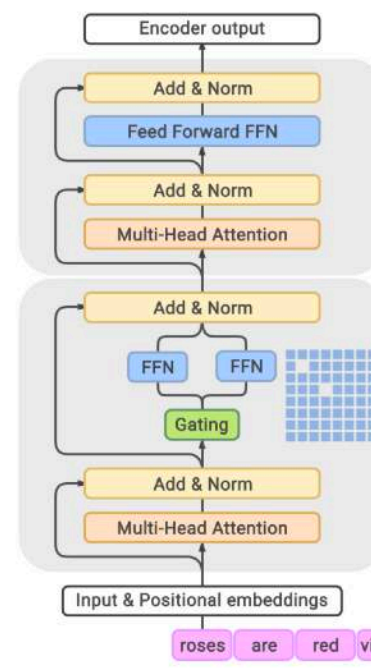 Encoder output
Add & Norm
Feed Forward FFN
Add & Norm
Multi-Head Attention
Add & Norm
FFN FFN
Gating
Add & Norm
Multi-Head Attention
Input & Positional embeddings
roses are red